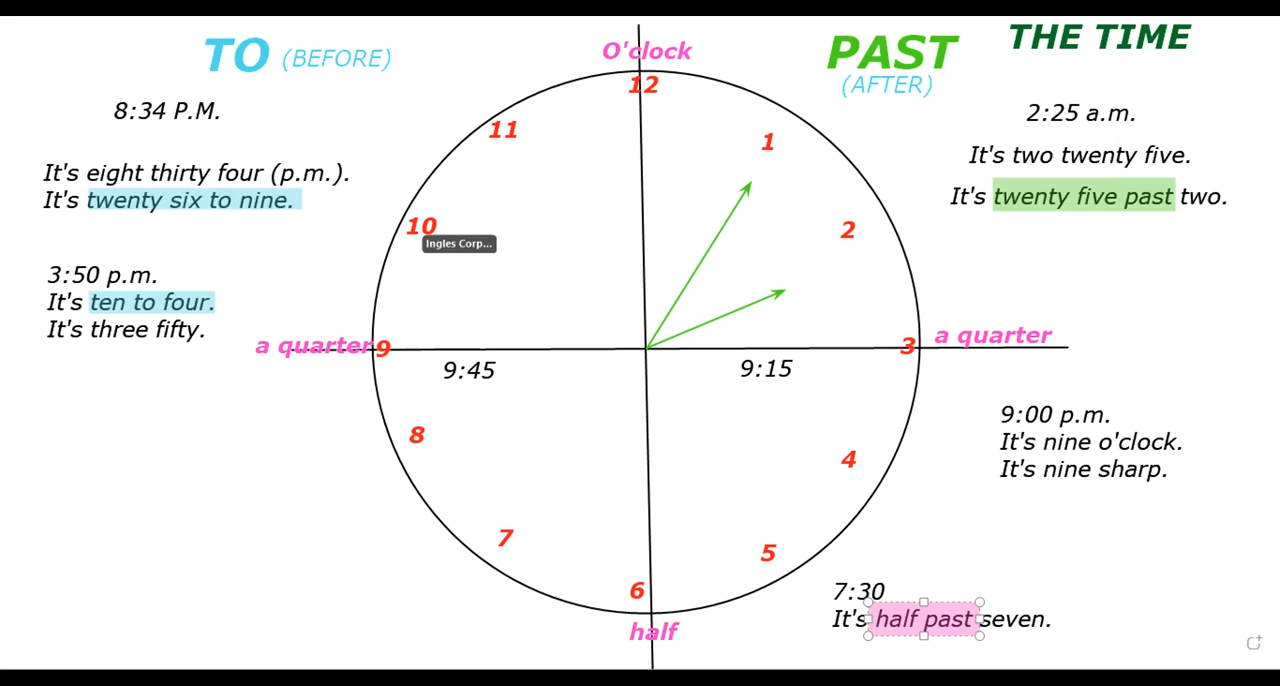 THE TIME
TO (BEFORE)
PAST
(AFTER)
O'clock
12
11
1
10
2
Ingles Corp...
a quarter
9
3
a quarter
9:45
9:15
8
4
7
5
6
half
8:34 P.M.
It's eight thirty four (p.m.).
It's twenty six to nine.
3:50 p.m.
It's ten to four.
It's three fifty.
2:25 a.m.
It's two twenty five.
It's twenty five past two.
9:00 p.m.
It's nine o'clock.
It's nine sharp.
7:30
It's half past seven.